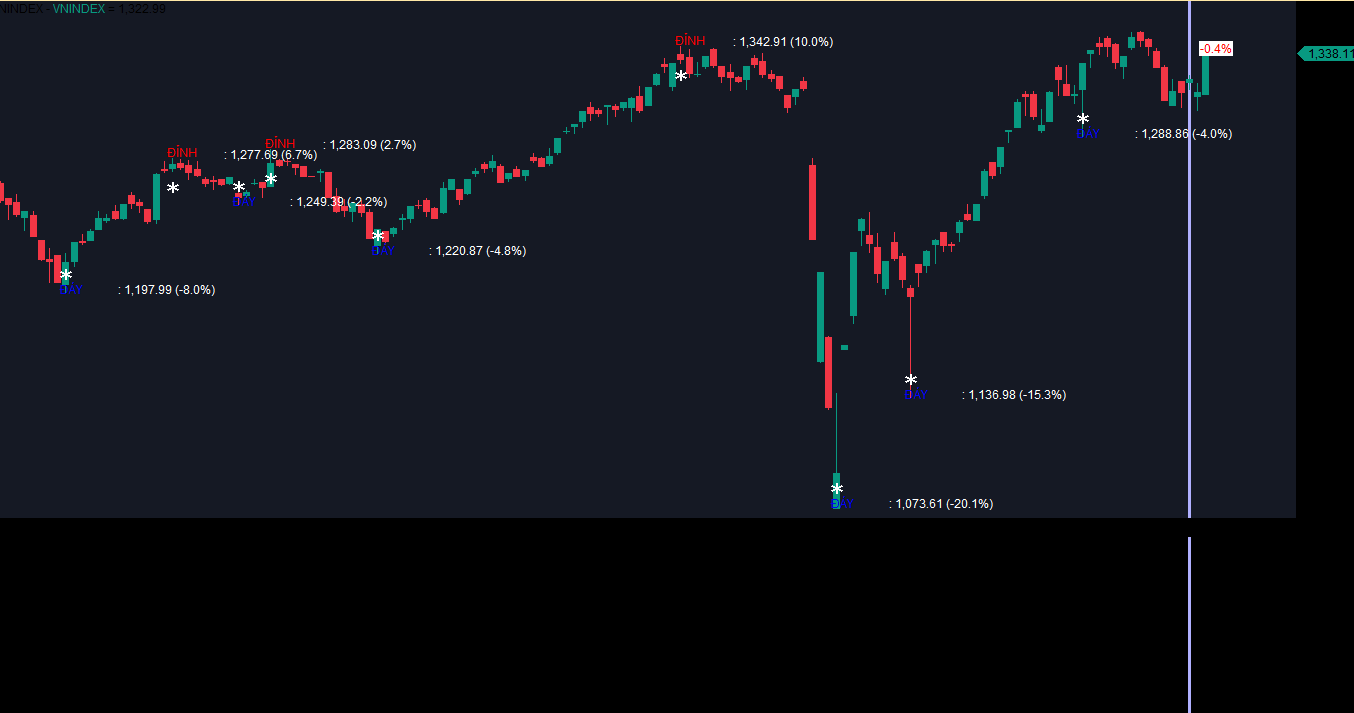 VNINDEX - VNINDEX = 1,322.99
ĐỈNH : 1,342.91 (10.0%)
-0.4%
1,338.11
ĐÁY : 1,288.86 (-4.0%)
ĐỈNH : 1,283.09 (2.7%)
ĐỈNH : 1,277.69 (6.7%)
ĐÁY : 1,249.39 (-2.2%)
ĐÁY : 1,220.87 (-4.8%)
ĐÁY : 1,197.99 (-8.0%)
ĐÁY : 1,136.98 (-15.3%)
ĐÁY : 1,073.61 (-20.1%)